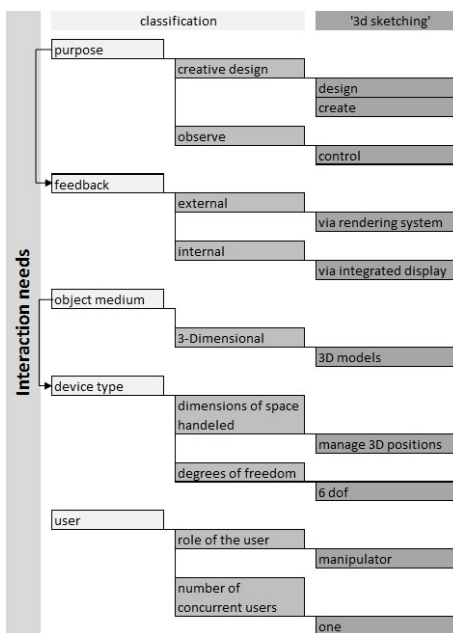 classification
'3d sketching'
Interaction needs
purpose
creative design
design
create
observe
control
feedback
external
via rendering system
internal
via integrated display
object medium
3-Dimensional
3D models
device type
dimensions of space
handeled
manage 3D positions
degrees of freedom
6 dof
user
role of the user
manipulator
number of
concurrent users
one